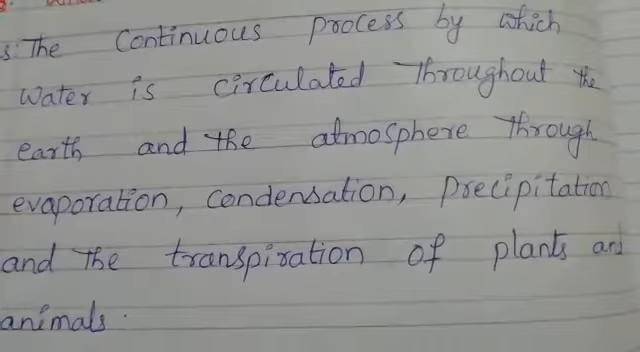 s: The Continuous process by which
water is circulated throughout the
earth and the atmosphere through
evaporation, condensation, precipitation
and the transpiration of plants and
animals.